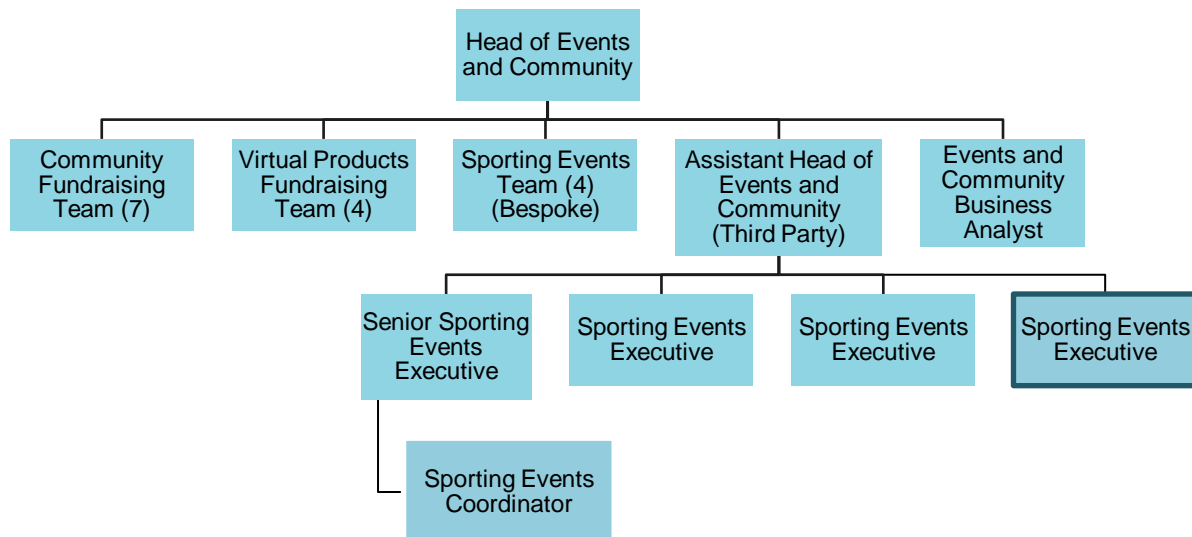 Head of Events
and Community
Community
Fundraising
Team (7)
Virtual Products
Fundraising
Team (4)
Sporting Events
Team (4)
(Bespoke)
Assistant Head of
Events and
Community
(Third Party)
Events and
Community
Business
Analyst
Senior Sporting
Events
Executive
Sporting Events
Executive
Sporting Events
Executive
Sporting Events
Executive
Sporting Events
Coordinator